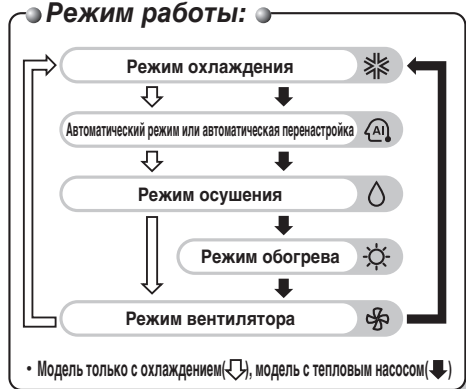 Режим работы:
Режим охлаждения
Автоматический режим или автоматическая перенастройка
AI
Режим осушения
Режим обогрева
Режим вентилятора
• Модель только с охлаждением(⇩), модель с тепловым насосом(🡇)